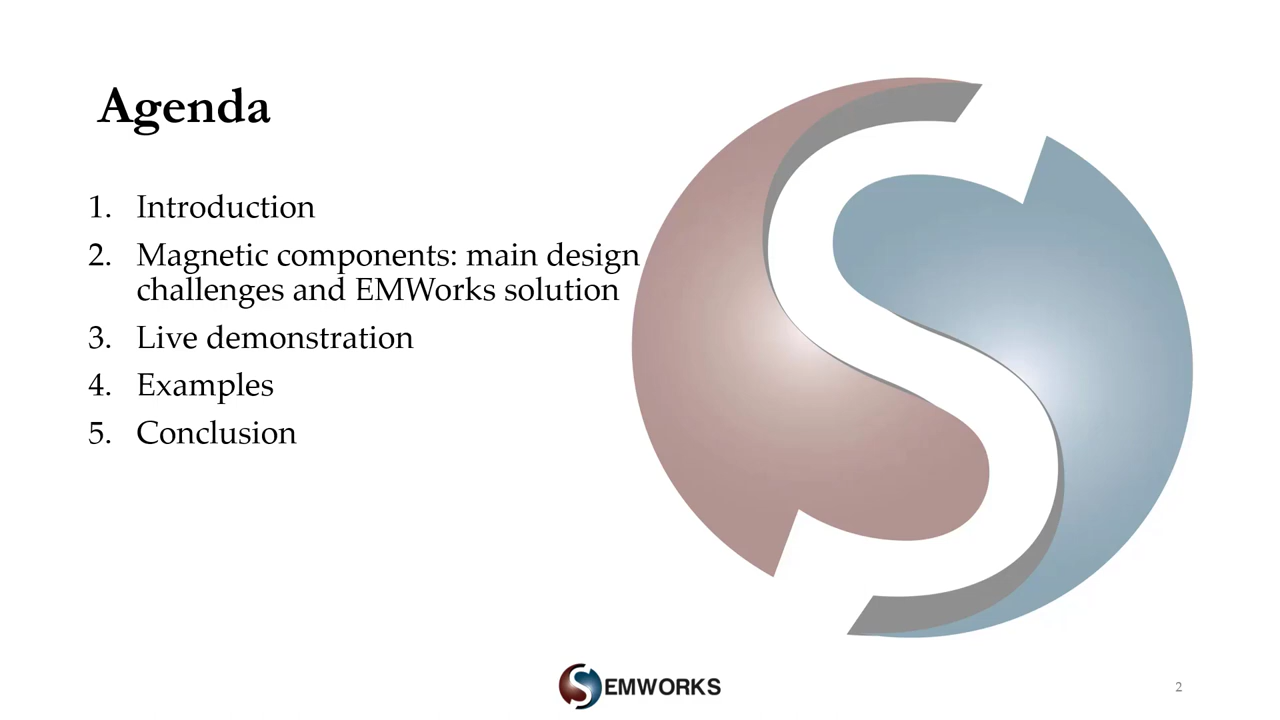 Agenda
1. Introduction
2. Magnetic components: main design
challenges and EMWorks solution
3. Live demonstration
4. Examples
5. Conclusion
EMWORKS
2